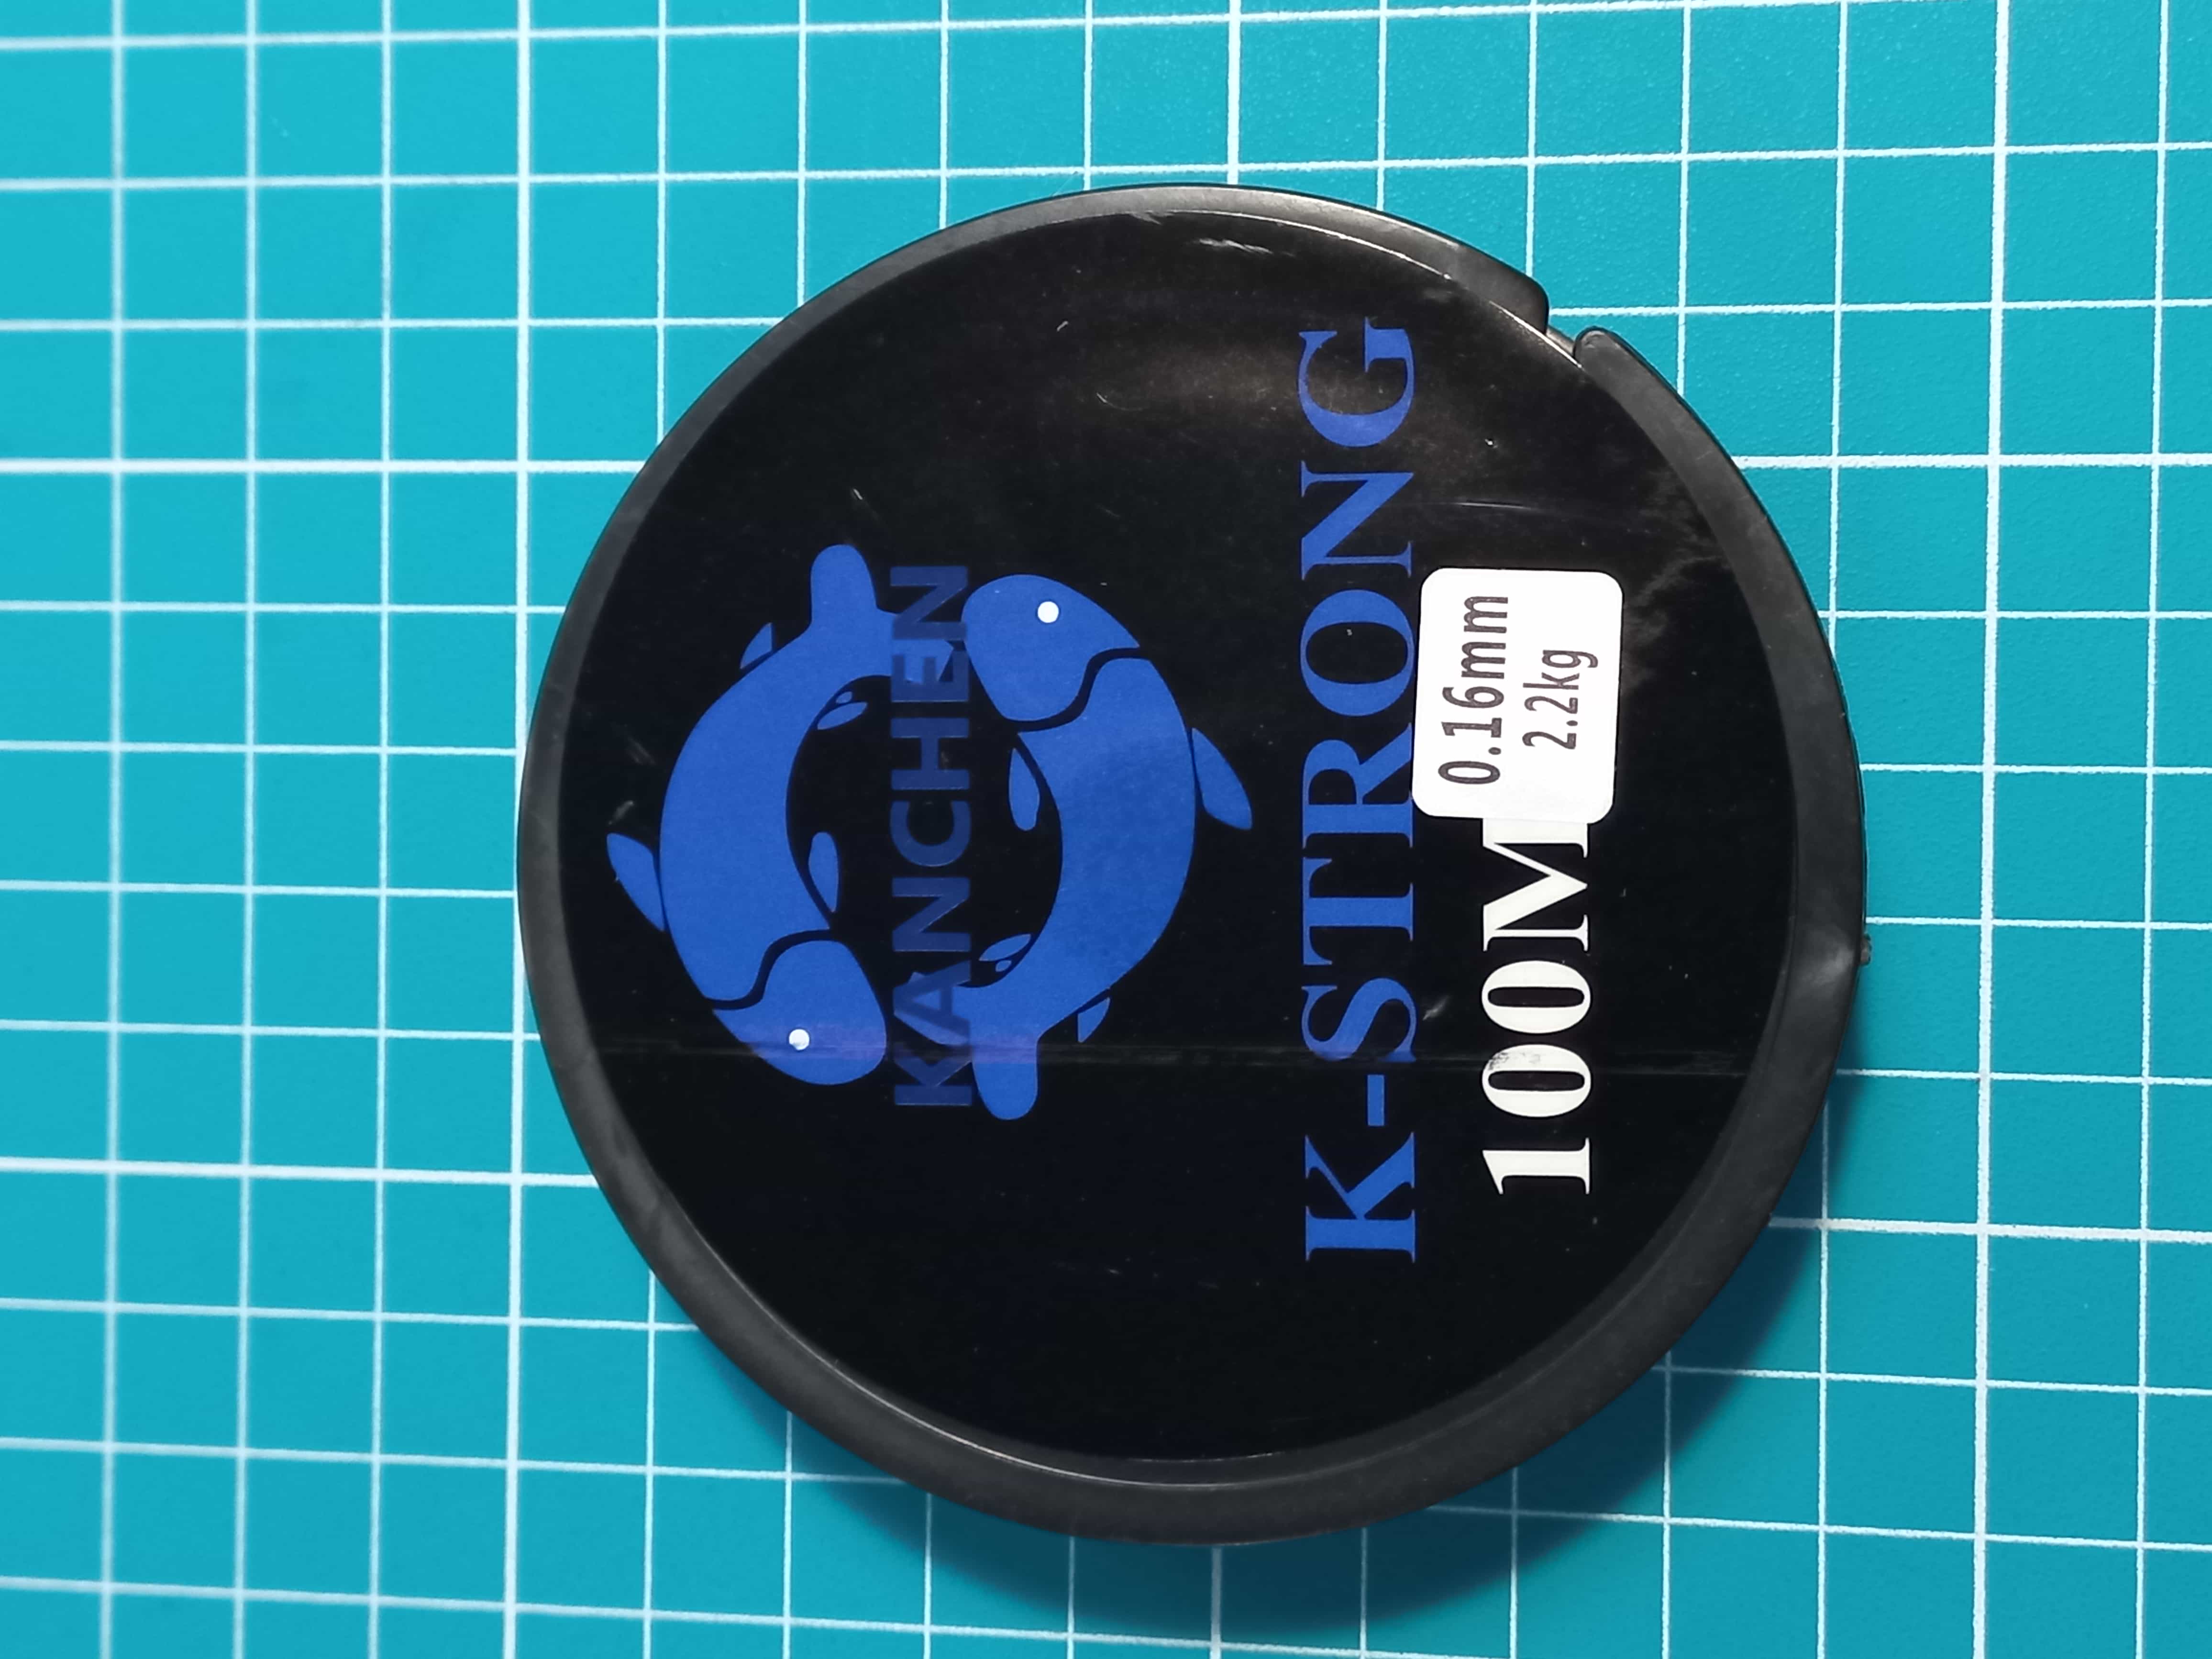 KANCHEN
K-STRONG
100M
0.16mm
2.2kg